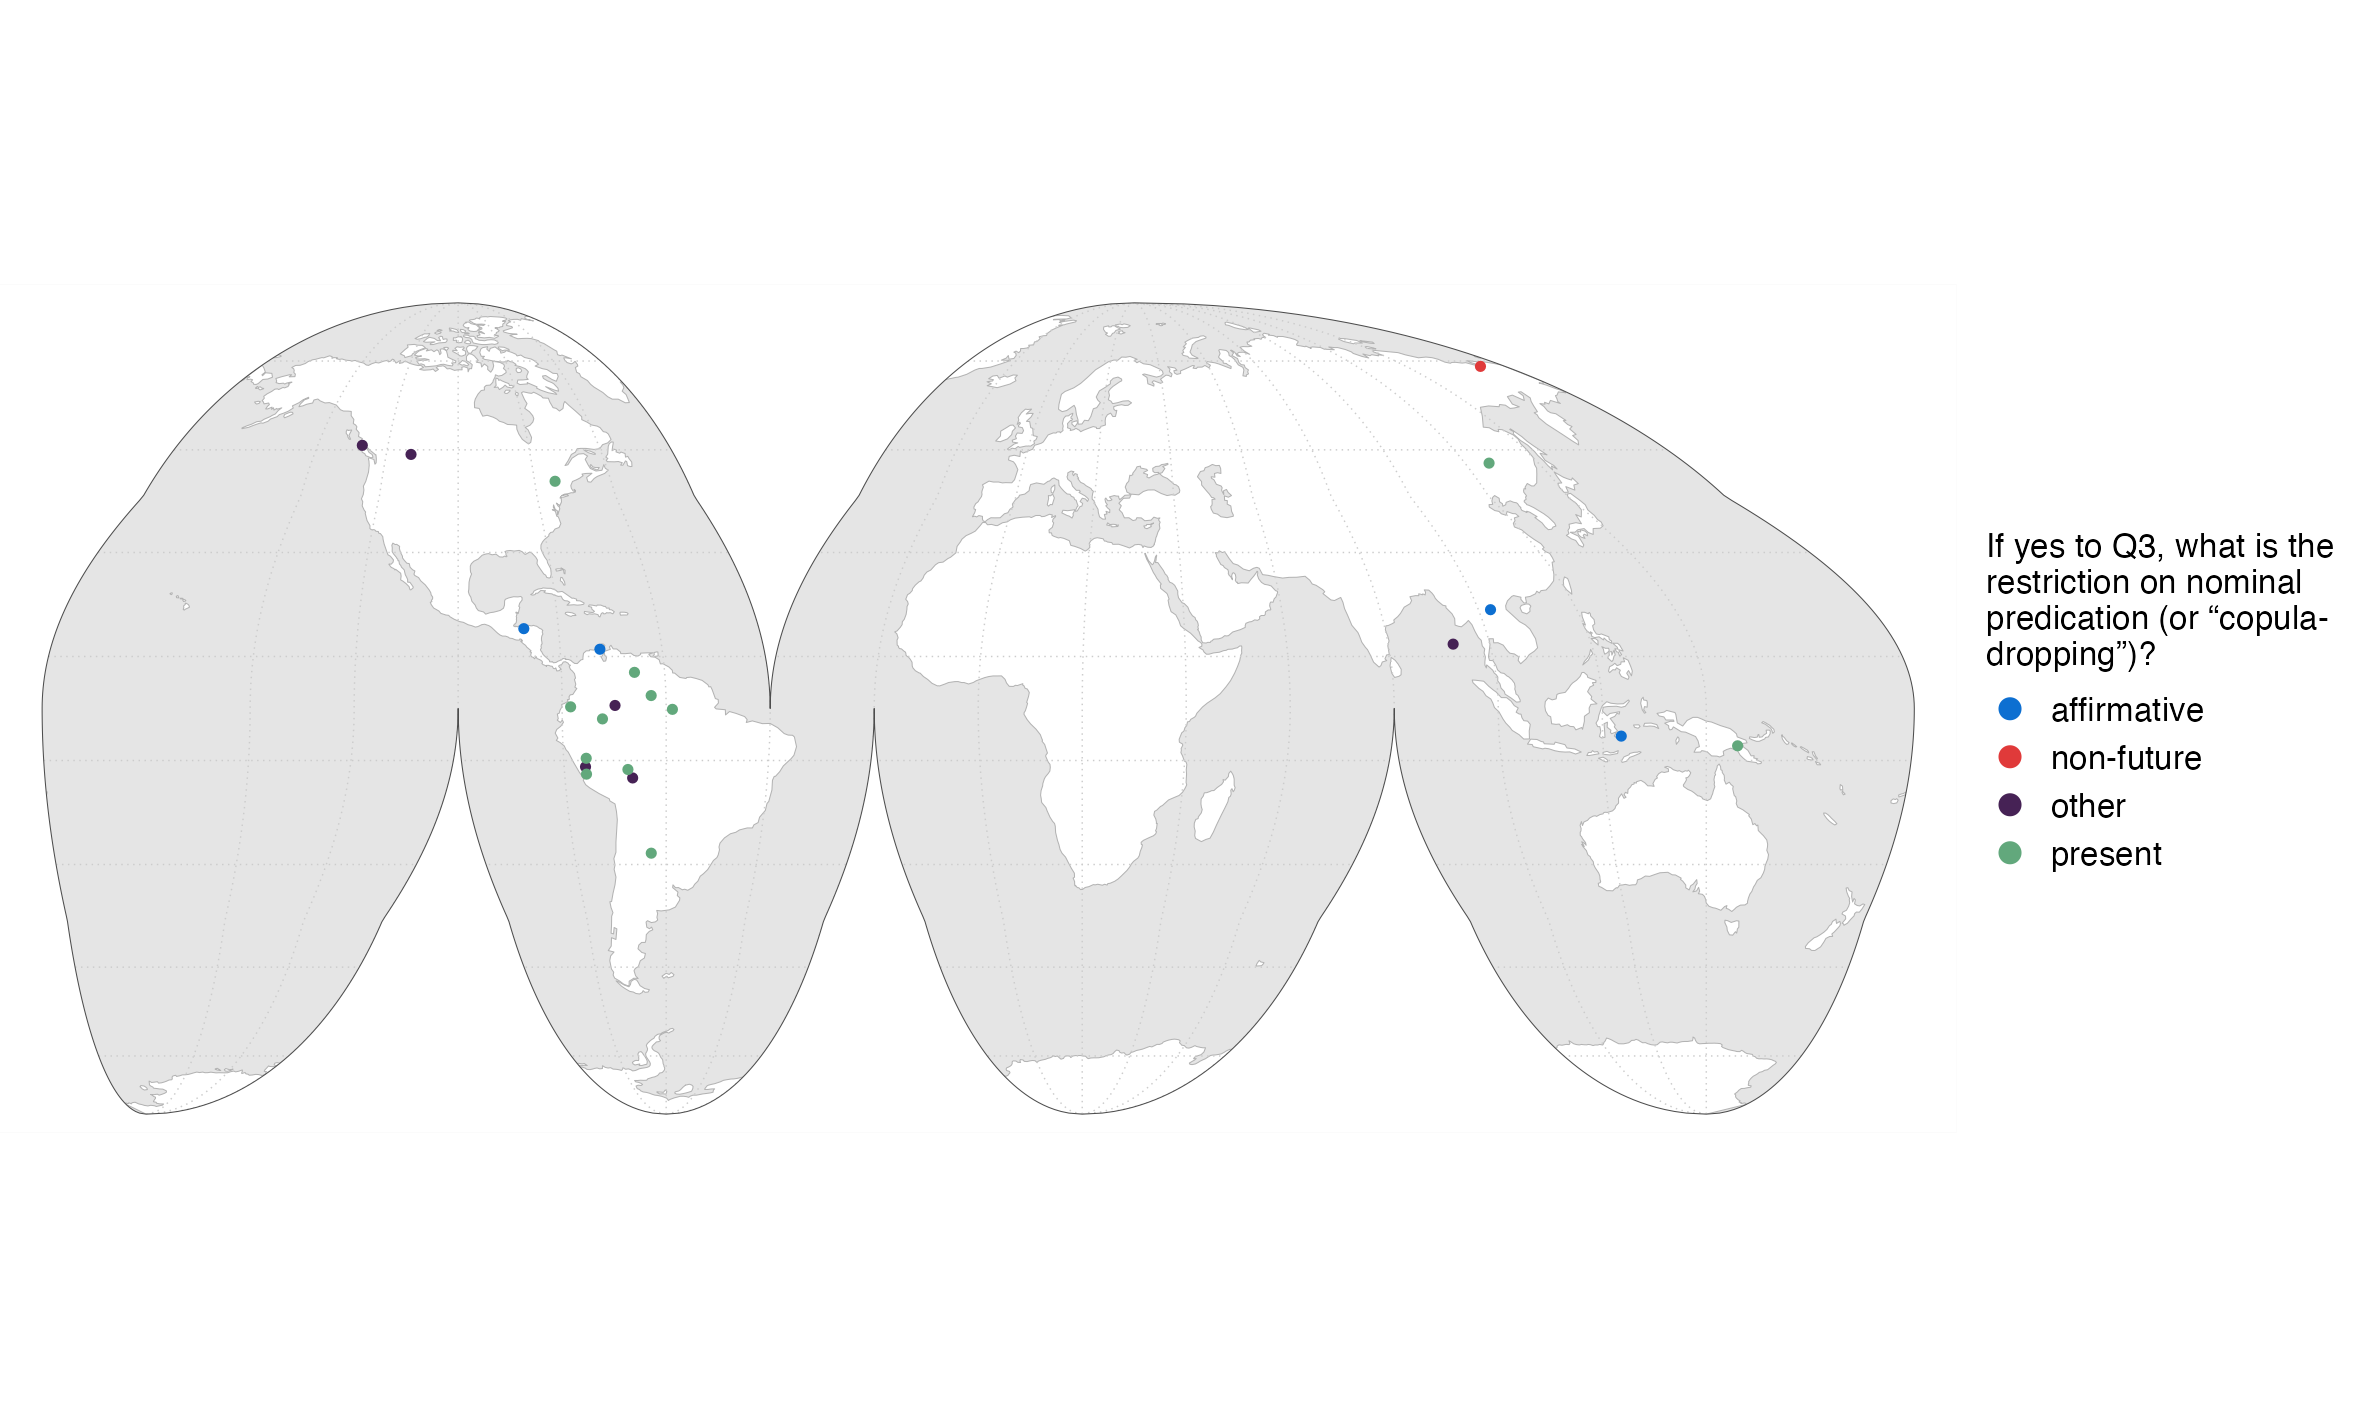 If yes to Q3, what is the
restriction on nominal
predication (or “copula-
dropping”)?
affirmative
non-future
other
present